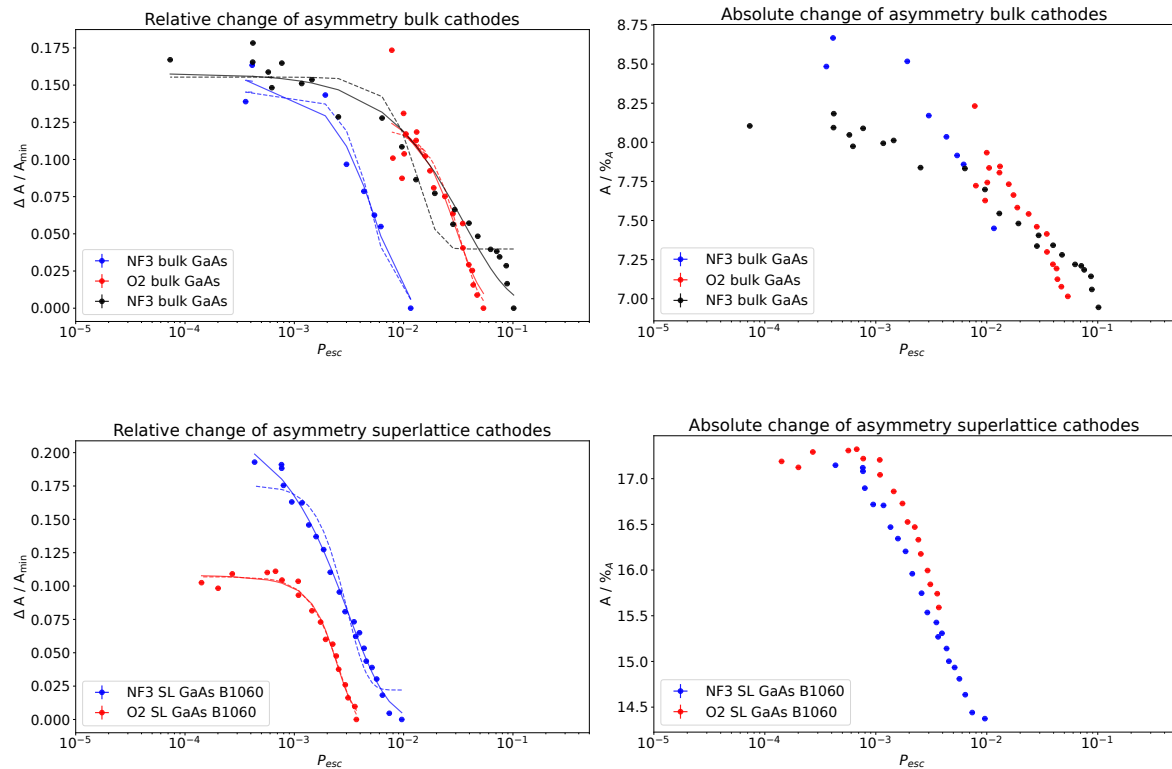 Relative change of asymmetry bulk cathodes
Δ A / A_min
0.175
0.150
0.125
0.100
0.075
0.050
0.025
0.000
NF3 bulk GaAs
O2 bulk GaAs
NF3 bulk GaAs
10⁻⁵ 10⁻⁴ 10⁻³ 10⁻² 10⁻¹
P_esc
Absolute change of asymmetry bulk cathodes
A / %_A
8.75
8.50
8.25
8.00
7.75
7.50
7.25
7.00
NF3 bulk GaAs
O2 bulk GaAs
NF3 bulk GaAs
10⁻⁵ 10⁻⁴ 10⁻³ 10⁻² 10⁻¹
P_esc
Relative change of asymmetry superlattice cathodes
Δ A / A_min
0.200
0.175
0.150
0.125
0.100
0.075
0.050
0.025
0.000
NF3 SL GaAs B1060
O2 SL GaAs B1060
10⁻⁵ 10⁻⁴ 10⁻³ 10⁻² 10⁻¹
P_esc
Absolute change of asymmetry superlattice cathodes
A / %_A
17.0
16.5
16.0
15.5
15.0
14.5
NF3 SL GaAs B1060
O2 SL GaAs B1060
10⁻⁵ 10⁻⁴ 10⁻³ 10⁻² 10⁻¹
P_esc